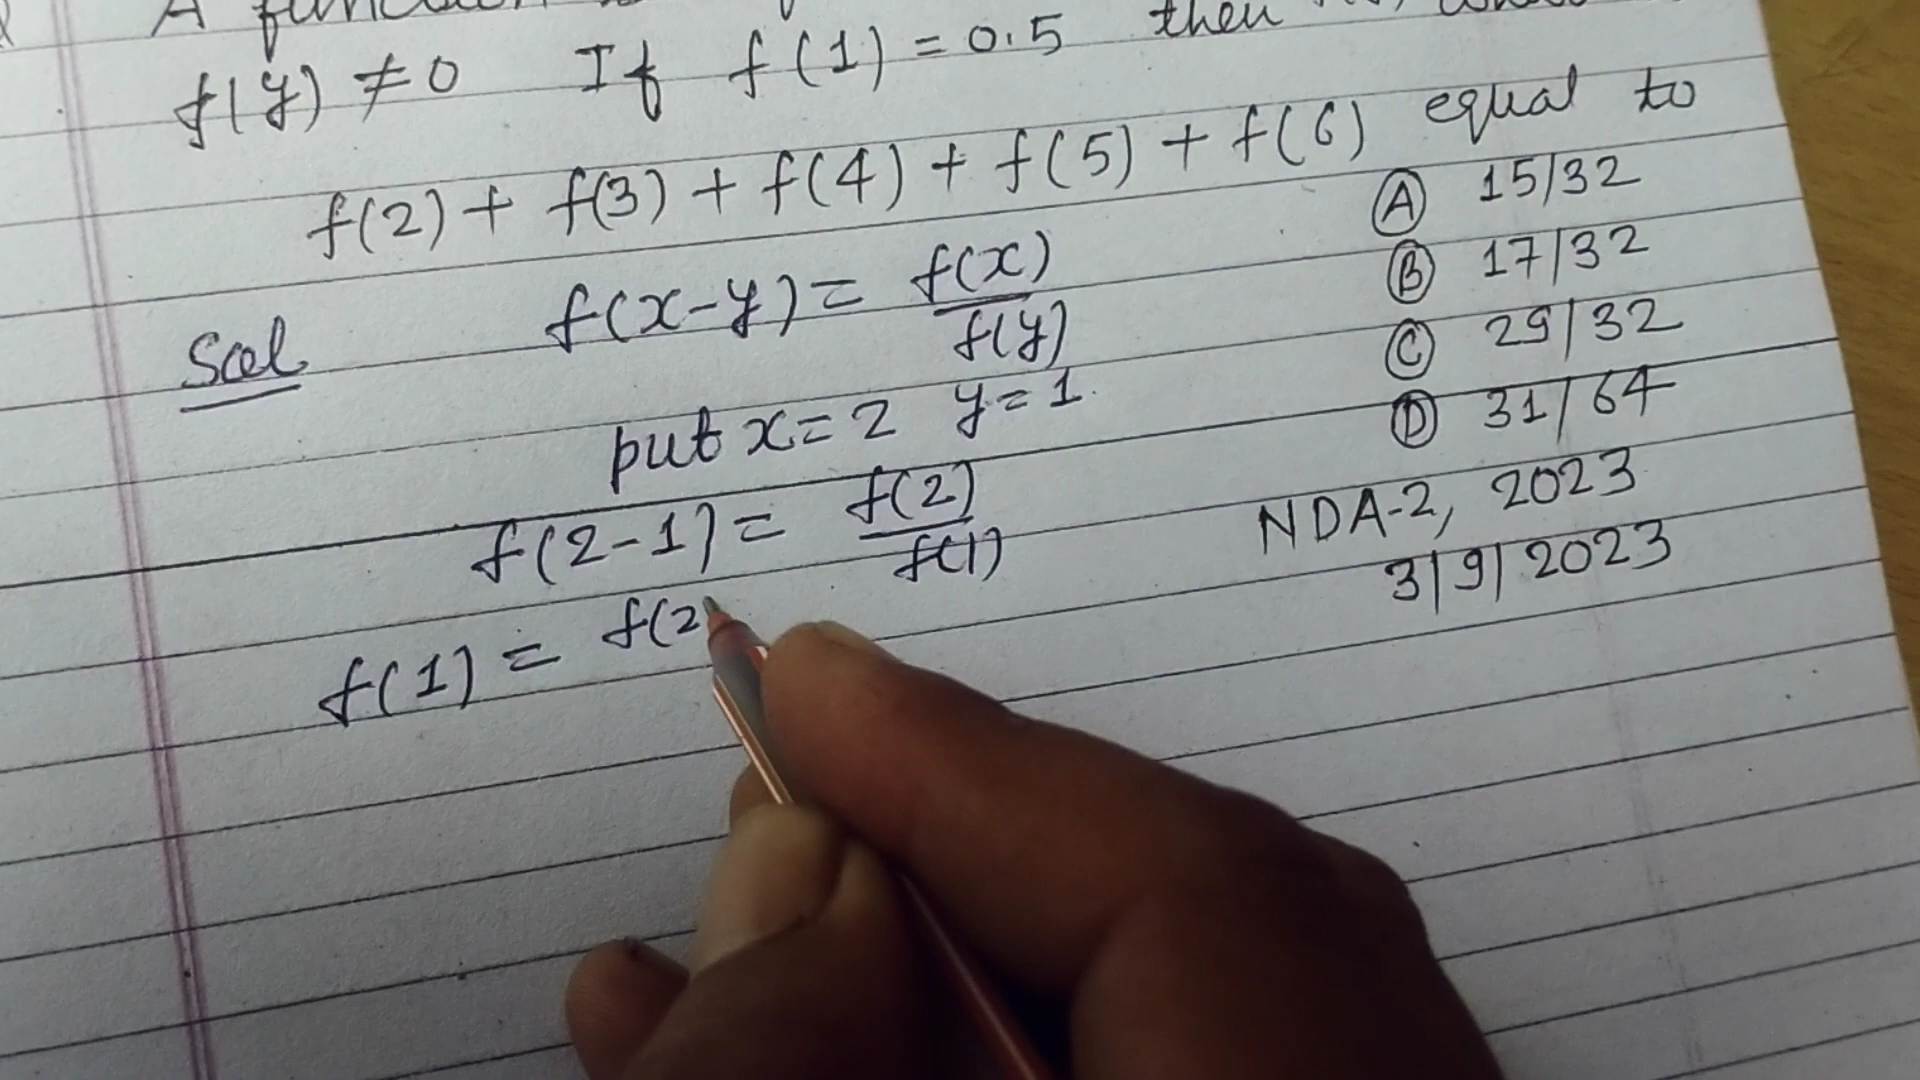 A function
f(y) ≠ 0 If f(1) = 0.5 then
f(2) + f(3) + f(4) + f(5) + f(6) equal to
(A) 15/32
(B) 17/32
(C) 29/32
(D) 31/64
NDA-2, 2023
3/9/2023
Sol
f(x-y) = f(x)/f(y)
put x=2 y=1.
f(2-1) = f(2)/f(1)
f(1) = f(2